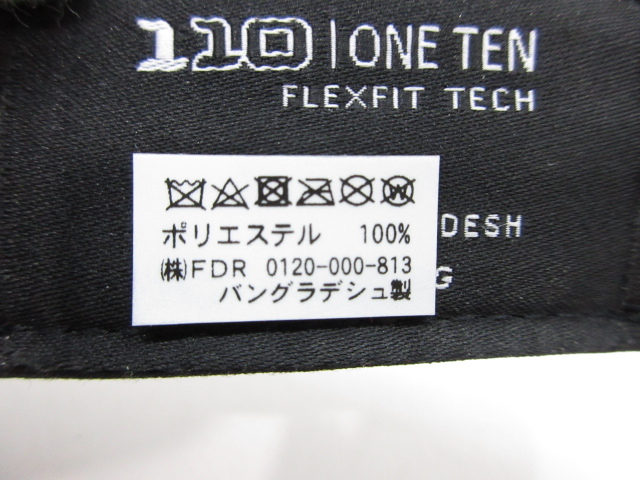 110 | ONE TEN
FLEXFIT TECH
ポリエステル 100%
DESH
㈱FDR 0120-000-813
G
バングラデシュ製